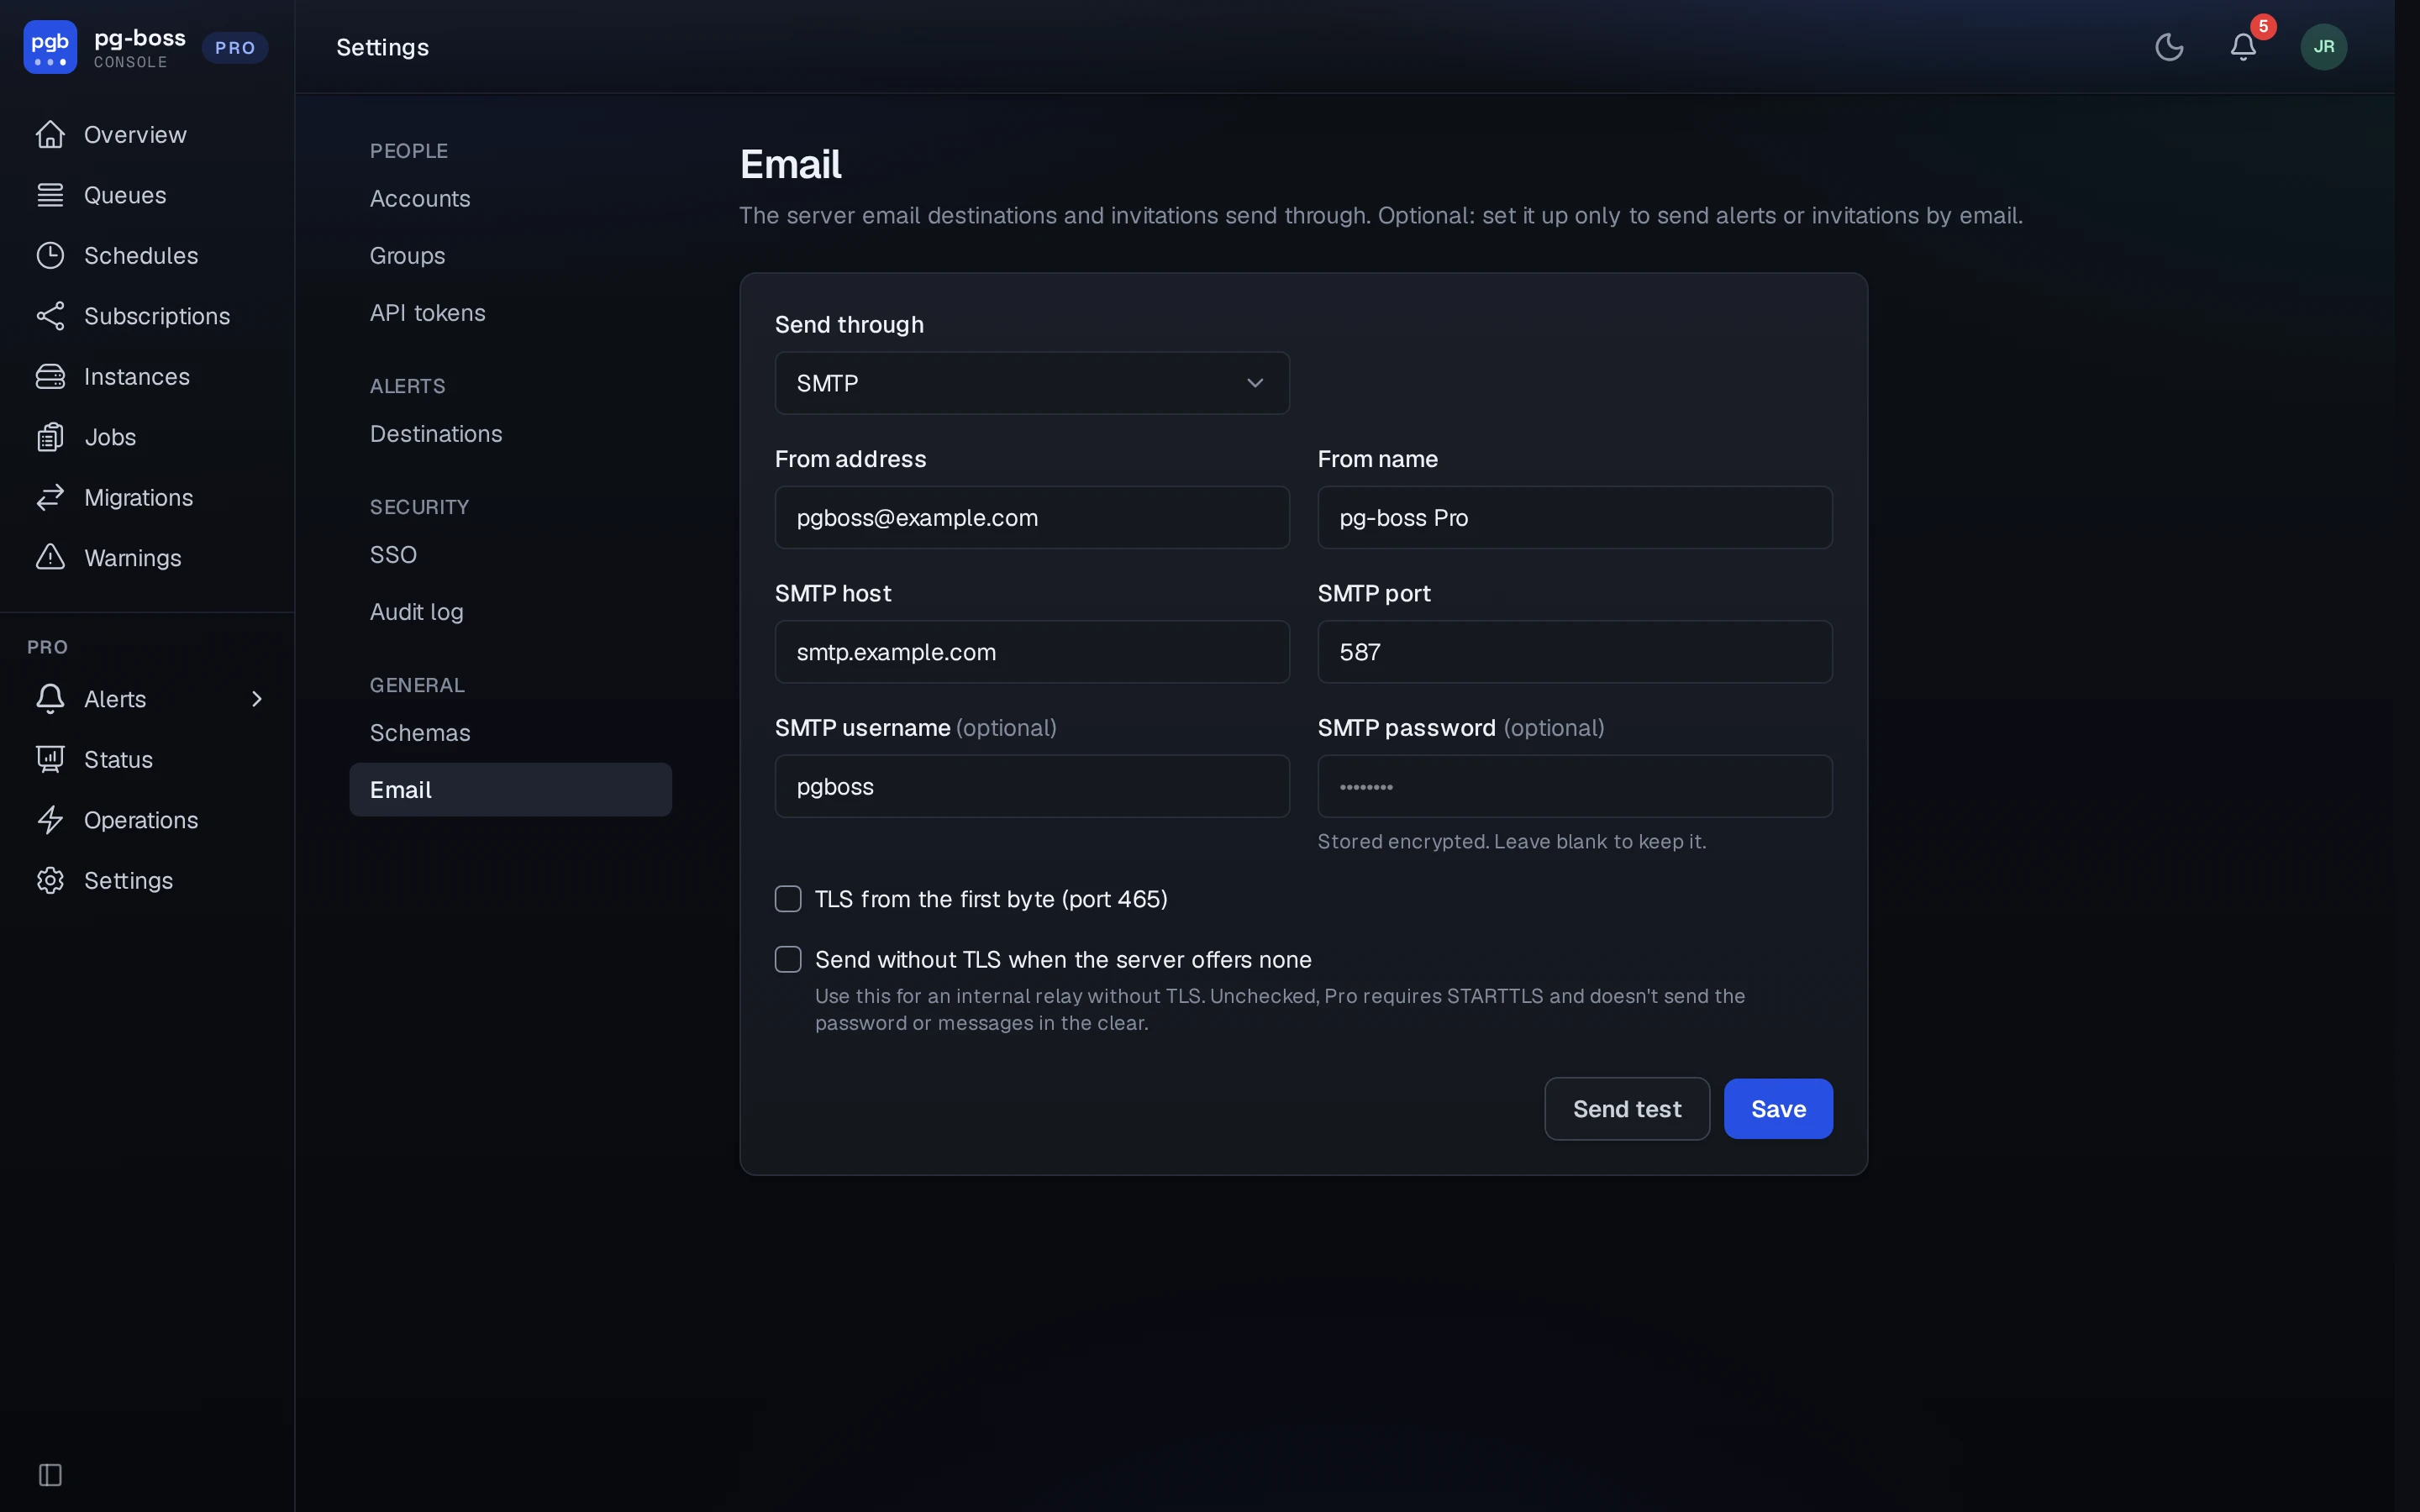 pgb
pg-boss
CONSOLE
PRO
Settings
5
JR
Overview
Queues
Schedules
Subscriptions
Instances
Jobs
Migrations
Warnings
PRO
Alerts
Status
Operations
Settings
PEOPLE
Accounts
Groups
API tokens
ALERTS
Destinations
SECURITY
SSO
Audit log
GENERAL
Schemas
Email
Email
The server email destinations and invitations send through. Optional: set it up only to send alerts or invitations by email.
Send through
SMTP
From address
From name
pgboss@example.com
pg-boss Pro
SMTP host
SMTP port
smtp.example.com
587
SMTP username (optional)
SMTP password (optional)
pgboss
••••••••
Stored encrypted. Leave blank to keep it.
TLS from the first byte (port 465)
Send without TLS when the server offers none
Use this for an internal relay without TLS. Unchecked, Pro requires STARTTLS and doesn't send the
password or messages in the clear.
Send test
Save